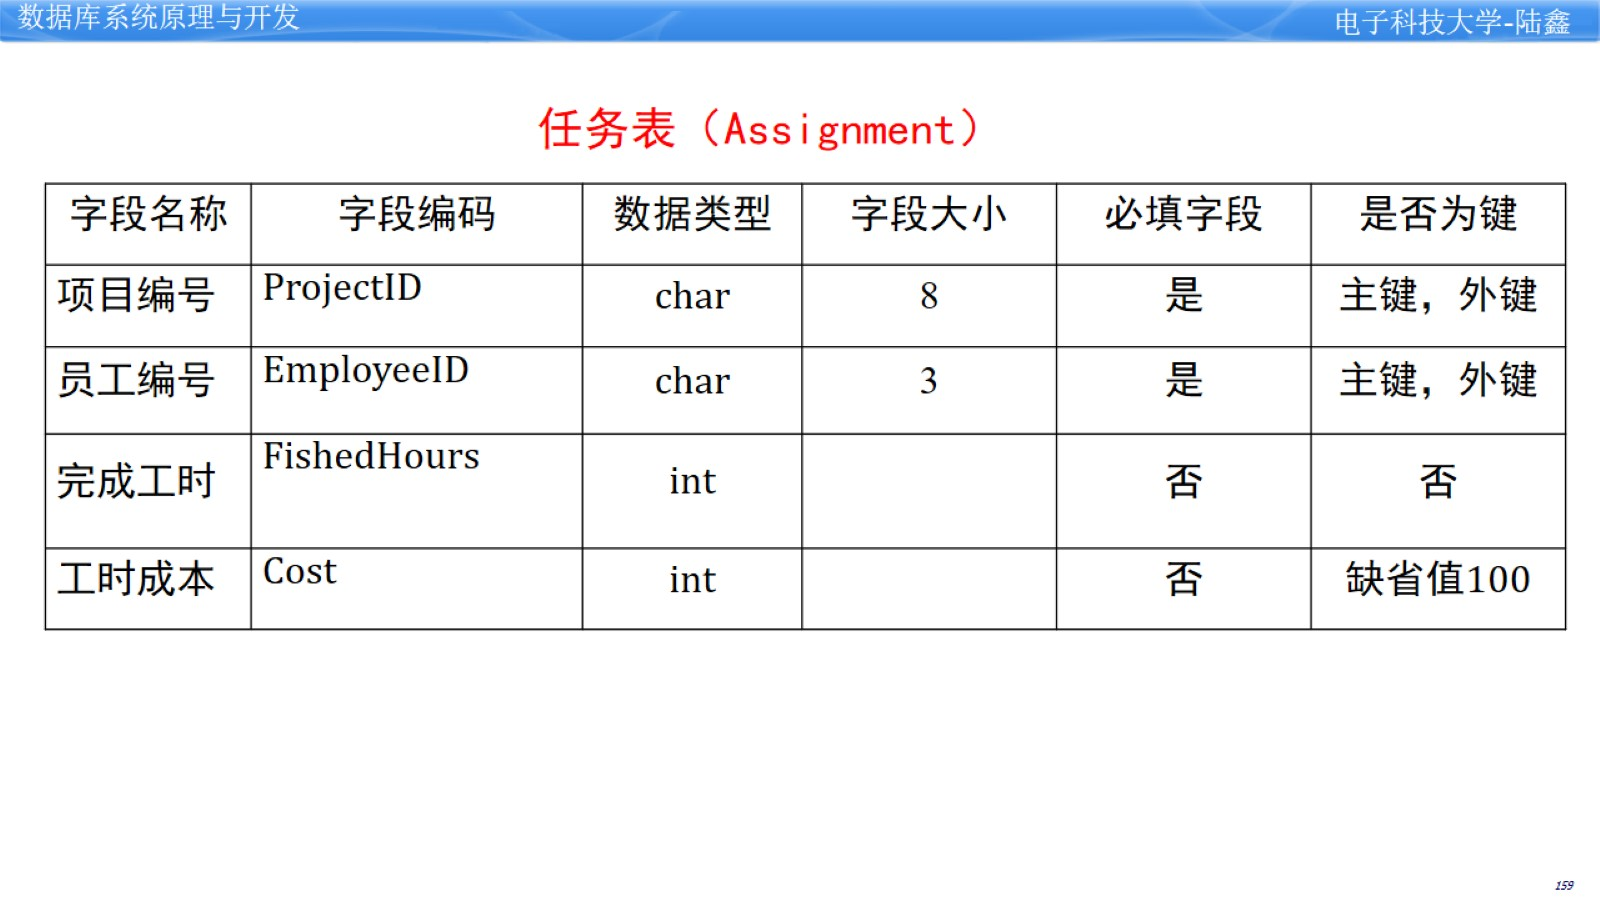 数据库系统原理与开发
电子科技大学-陆鑫
任务表（Assignment）
字段名称 字段编码 数据类型 字段大小 必填字段 是否为键
项目编号 ProjectID char 8 是 主键，外键
员工编号 EmployeeID char 3 是 主键，外键
完成工时 FishedHours int 否 否
工时成本 Cost int 否 缺省值100
159